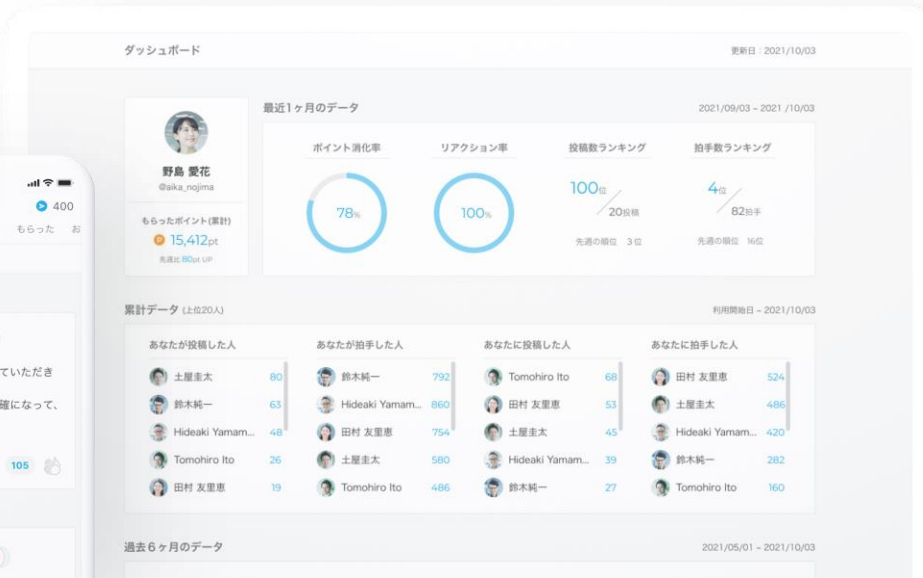 ダッシュボード
更新日：2021/10/03
野島 愛花
@aika_nojima
もらったポイント(累計)
P 15,412pt
先週比 80pt UP
最近1ヶ月のデータ
2021/09/03 – 2021 /10/03
ポイント消化率
78%
リアクション率
100%
投稿数ランキング
100位
20投稿
先週の順位 3位
拍手数ランキング
4位
82拍手
先週の順位 16位
累計データ (上位20人)
利用開始日 – 2021/10/03
あなたが投稿した人
土屋圭太 80
鈴木純一 63
Hideaki Yamam... 48
Tomohiro Ito 26
田村 友里恵 19
あなたが拍手した人
鈴木純一 792
Hideaki Yamam... 860
田村 友里恵 754
土屋圭太 580
Tomohiro Ito 486
あなたに投稿した人
Tomohiro Ito 68
田村 友里恵 53
土屋圭太 45
Hideaki Yamam... 39
鈴木純一 27
あなたに拍手した人
田村 友里恵 524
土屋圭太 486
Hideaki Yamam... 420
鈴木純一 282
Tomohiro Ito 160
過去6ヶ月のデータ
2021/05/01 – 2021/10/03
400
もらった お
ていただき
確になって、
105